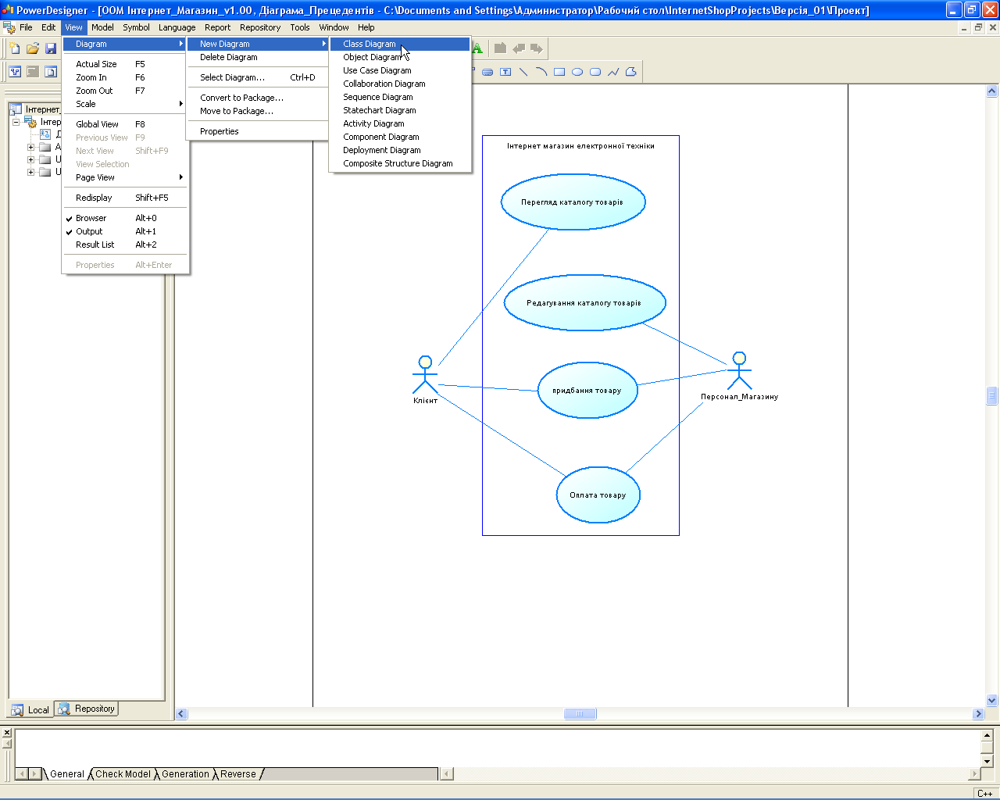 PowerDesigner - [OOM Інтернет_Магазин_v1.00, Діаграма_Прецедентів - C:\Documents and Settings\Администратор\Рабочий стол\InternetShopProjects\Версія_01\Проект]
File Edit View Model Symbol Language Report Repository Tools Window Help
Diagram
Actual Size F5
Zoom In F6
Zoom Out F7
Scale
Global View F8
Previous View F9
Next View Shift+F9
View Selection
Page View
Redisplay Shift+F5
Browser Alt+0
Output Alt+1
Result List Alt+2
Properties Alt+Enter
New Diagram
Delete Diagram
Select Diagram... Ctrl+D
Convert to Package...
Move to Package...
Properties
Class Diagram
Object Diagram
Use Case Diagram
Collaboration Diagram
Sequence Diagram
Statechart Diagram
Activity Diagram
Component Diagram
Deployment Diagram
Composite Structure Diagram
Інтернет_
Інтер
Інтернет магазин електронної техніки
Перегляд каталогу товарів
Редагування каталогу товарів
придбання товару
Оплата товару
Клієнт
Персонал_Магазину
Local Repository
General Check Model Generation Reverse
C++